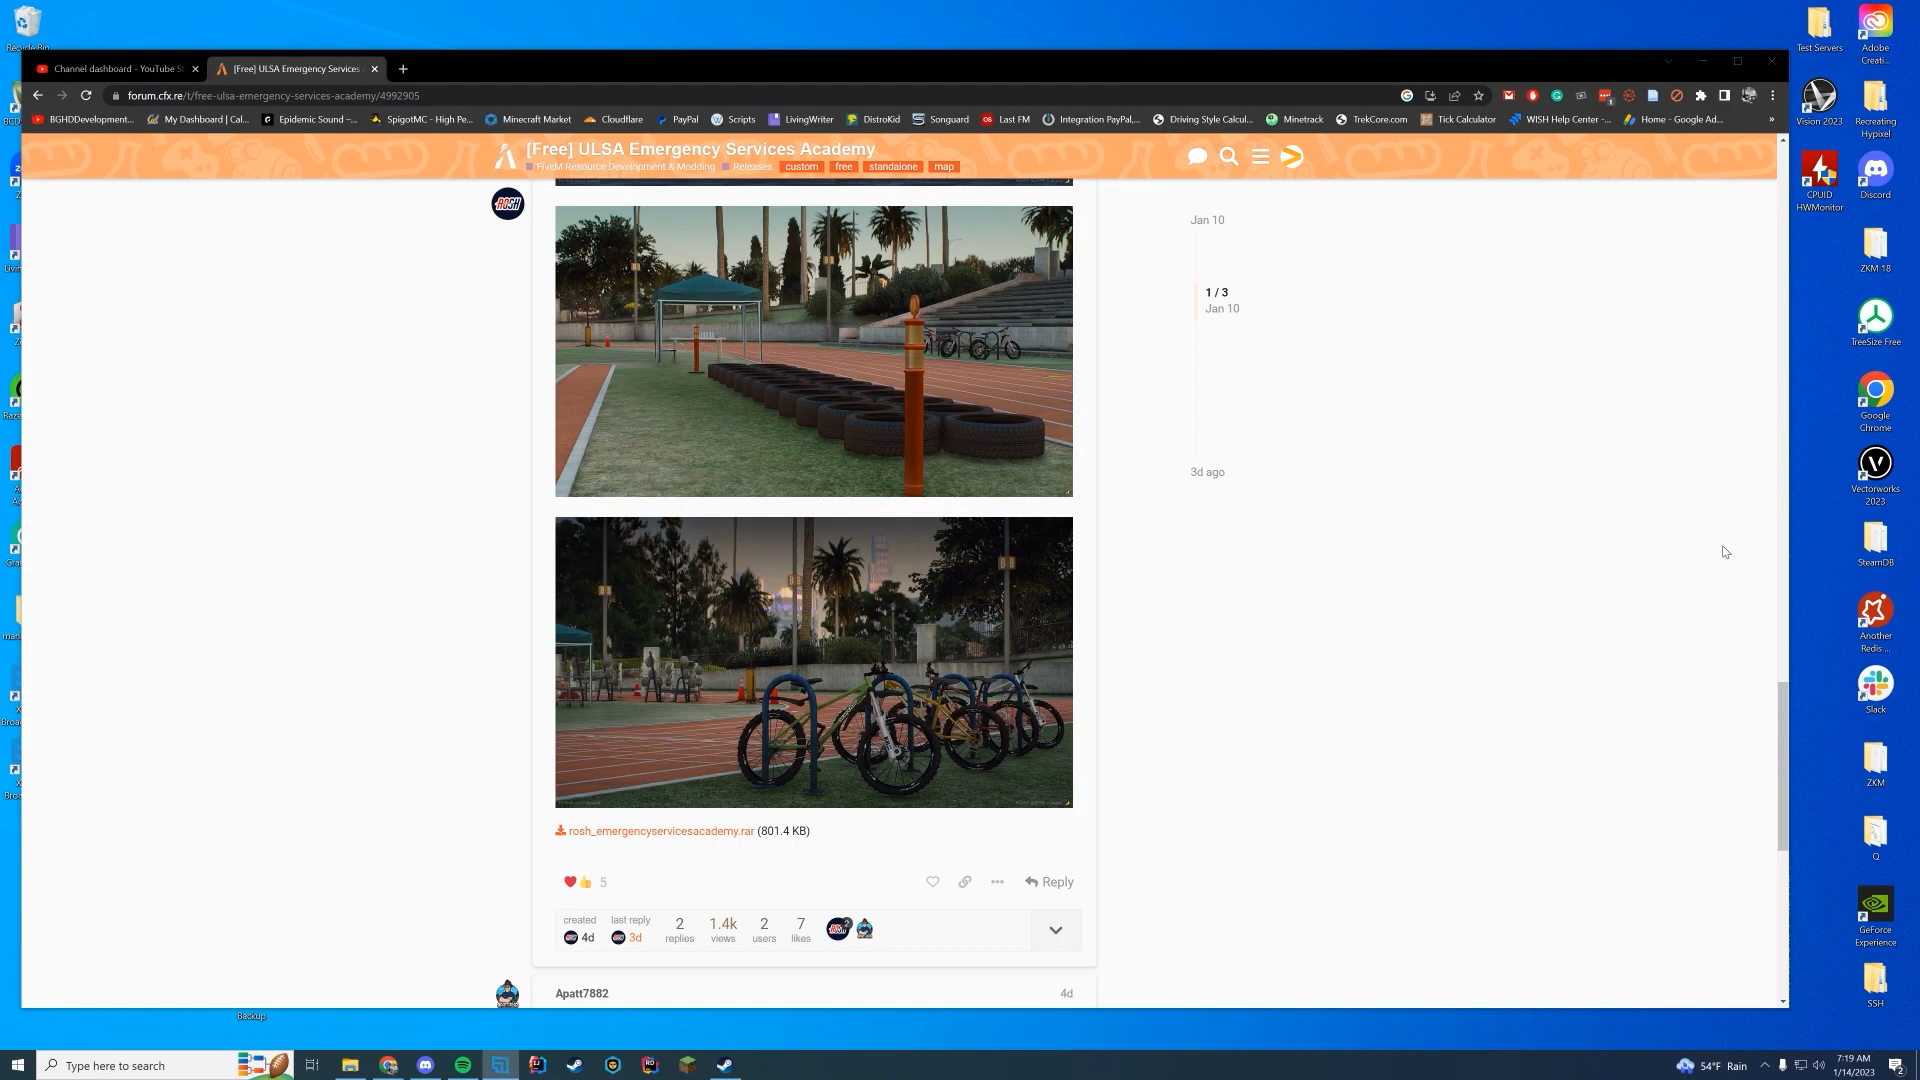 Recycle Bin
Test Servers
Adobe
Creati...
Channel dashboard - YouTube S
[Free] ULSA Emergency Services
forum.cfx.re/t/free-ulsa-emergency-services-academy/4992905
BGHDDevelopment...
My Dashboard | Cal...
Epidemic Sound –...
SpigotMC - High Pe...
Minecraft Market
Cloudflare
PayPal
Scripts
LivingWriter
DistroKid
Songuard
Last FM
Integration PayPal,...
Driving Style Calcul...
Minetrack
TrekCore.com
Tick Calculator
WISH Help Center -...
Home - Google Ad...
»
Vision 2023
Recreating
Hypixel
[Free] ULSA Emergency Services Academy
FiveM Resource Development & Modding
Releases
custom
free
standalone
map
CPUID
HWMonitor
Discord
ROSH
Jan 10
1 / 3
Jan 10
3d ago
ZKM 18
TreeSize Free
Google
Chrome
Vectorworks
2023
SteamDB
Another
Redis ...
Slack
ZKM
Q
GeForce
Experience
SSH
rosh_emergencyservicesacademy.rar (801.4 KB)
5
Reply
created
4d
last reply
3d
2
replies
1.4k
views
2
users
7
likes
2
Apatt7882
4d
Backup
Type here to search
54°F Rain
7:19 AM
1/14/2023
2